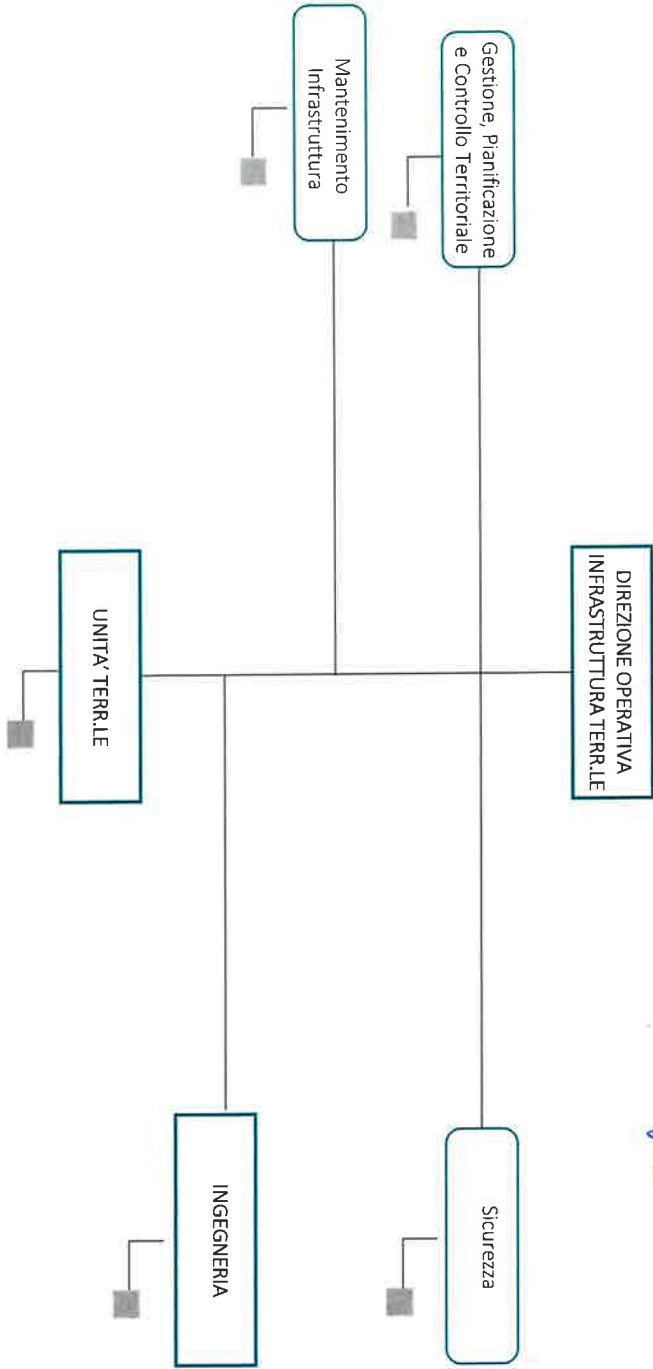 DIREZIONE OPERATIVA
INFRASTRUTTURA TERR.LE
Gestione, Pianificazione
e Controllo Territoriale
Sicurezza
Mantenimento
Infrastruttura
INGEGNERIA
UNITA' TERR.LE